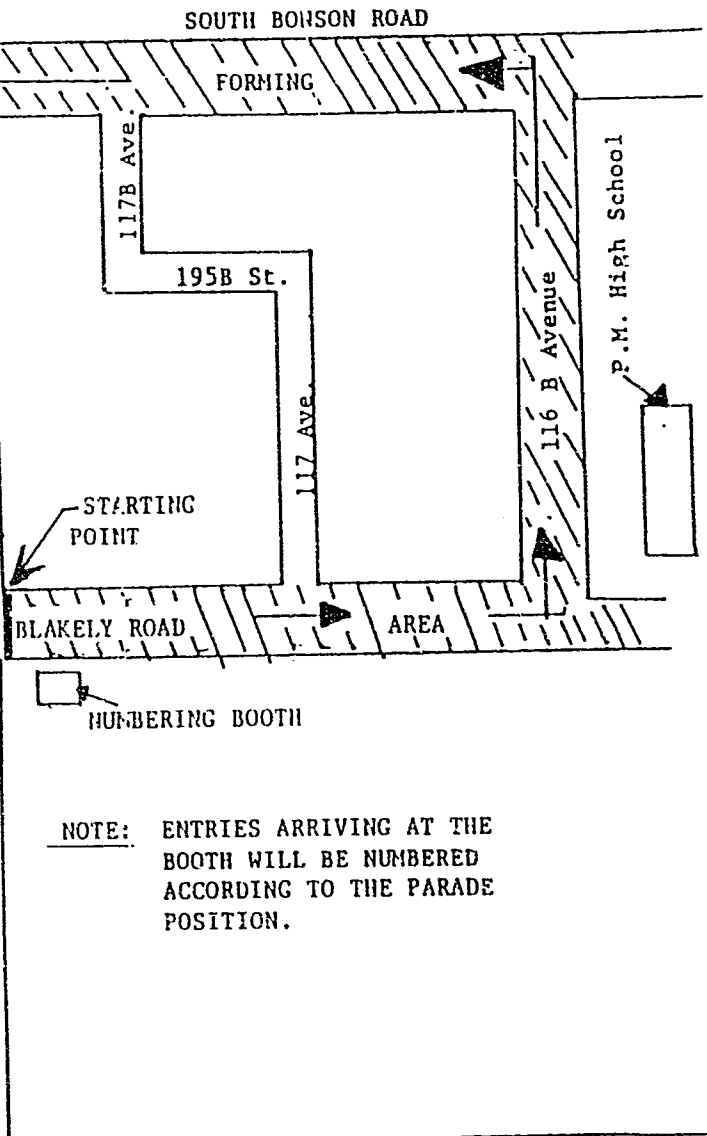 SOUTH BONSON ROAD
FORMING
117B Ave.
195B St.
117 Ave.
116 B Avenue
P.M. High School
STARTING
POINT
BLAKELY ROAD
AREA
NUMBERING BOOTH
NOTE: ENTRIES ARRIVING AT THE
BOOTH WILL BE NUMBERED
ACCORDING TO THE PARADE
POSITION.